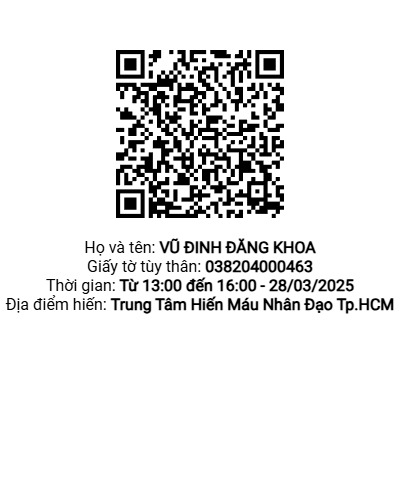 Họ và tên: VŨ ĐINH ĐĂNG KHOA
Giấy tờ tùy thân: 038204000463
Thời gian: Từ 13:00 đến 16:00 - 28/03/2025
Địa điểm hiến: Trung Tâm Hiến Máu Nhân Đạo Tp.HCM